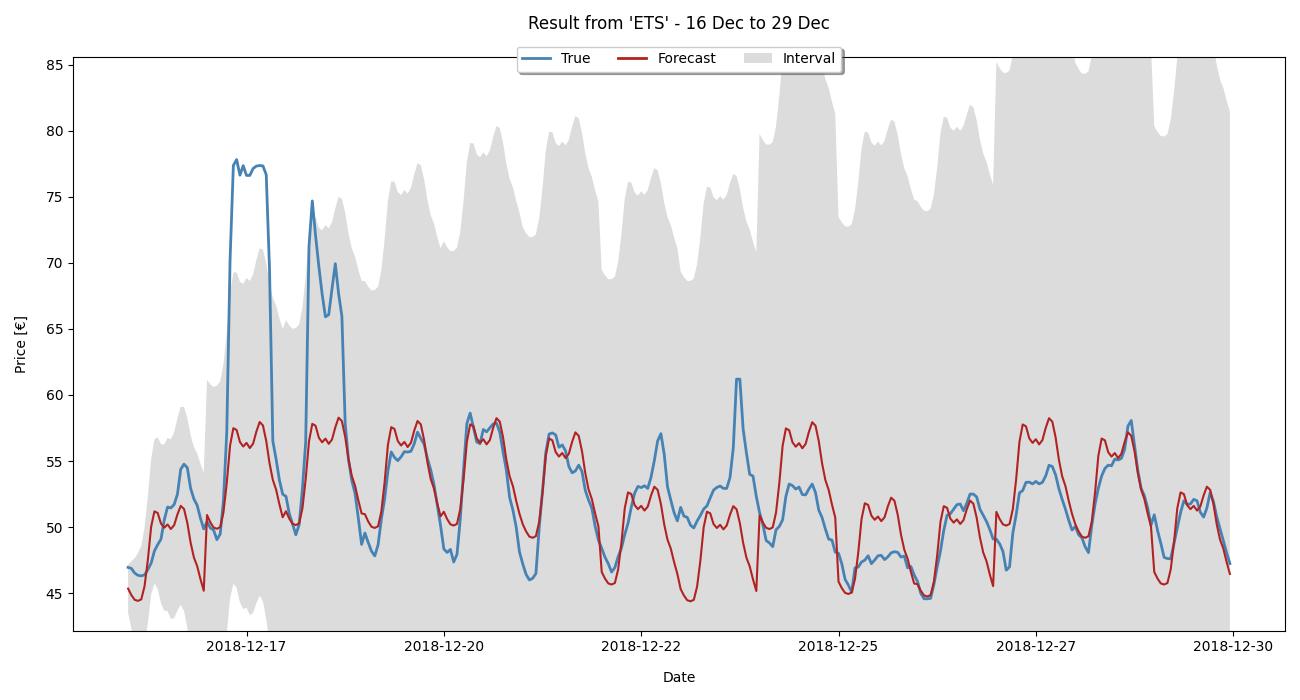 Result from 'ETS' - 16 Dec to 29 Dec
True Forecast Interval
85
80
75
70
65
60
55
50
45
Price [€]
2018-12-17 2018-12-20 2018-12-22 2018-12-25 2018-12-27 2018-12-30
Date